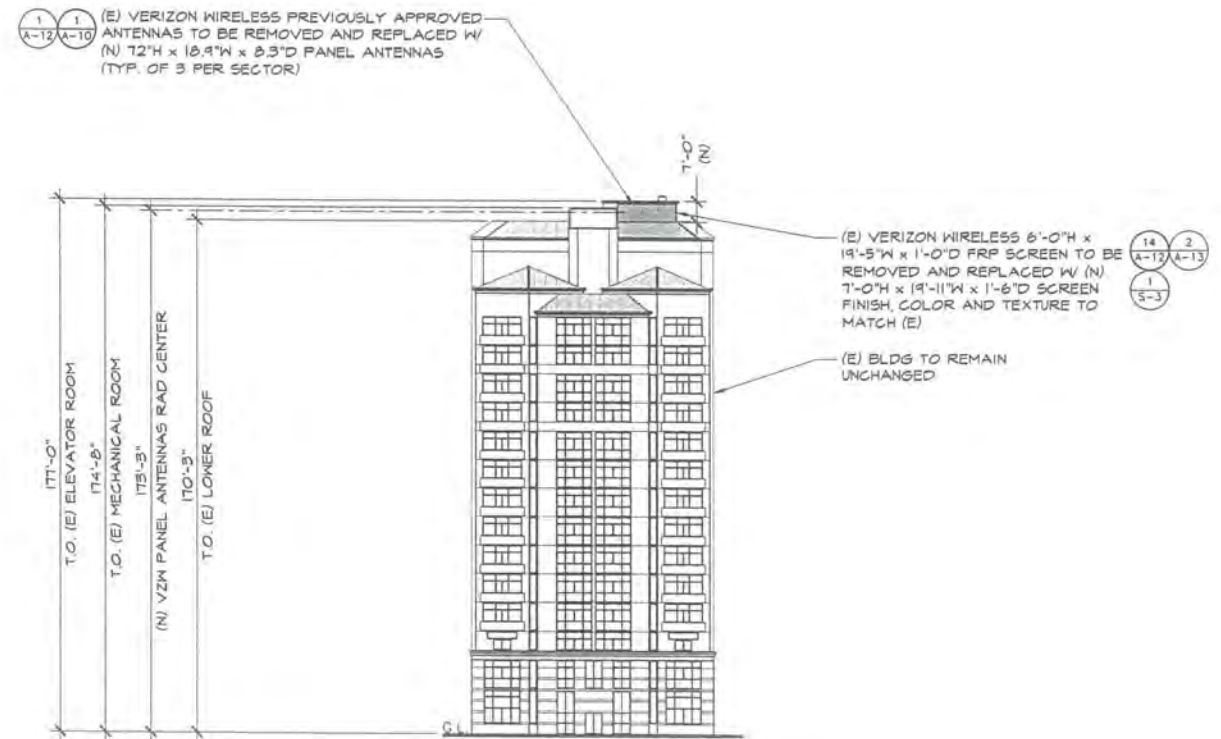 1
A-12
1
A-10
(E) VERIZON WIRELESS PREVIOUSLY APPROVED
ANTENNAS TO BE REMOVED AND REPLACED W/
(N) 72"H x 18.9"W x 8.3"D PANEL ANTENNAS
(TYP. OF 3 PER SECTOR)
7'-0"
(N)
(E) VERIZON WIRELESS 6'-0"H x
19'-5"W x 1'-0"D FRP SCREEN TO BE
REMOVED AND REPLACED W/ (N)
7'-0"H x 19'-11"W x 1'-6"D SCREEN
FINISH, COLOR AND TEXTURE TO
MATCH (E)
14
A-12
2
A-13
1
S-3
(E) BLDG TO REMAIN
UNCHANGED
177'-0"
T.O. (E) ELEVATOR ROOM
174'-8"
T.O. (E) MECHANICAL ROOM
173'-3"
(N) VZW PANEL ANTENNAS RAD CENTER
170'-3"
T.O. (E) LOWER ROOF
G.L.